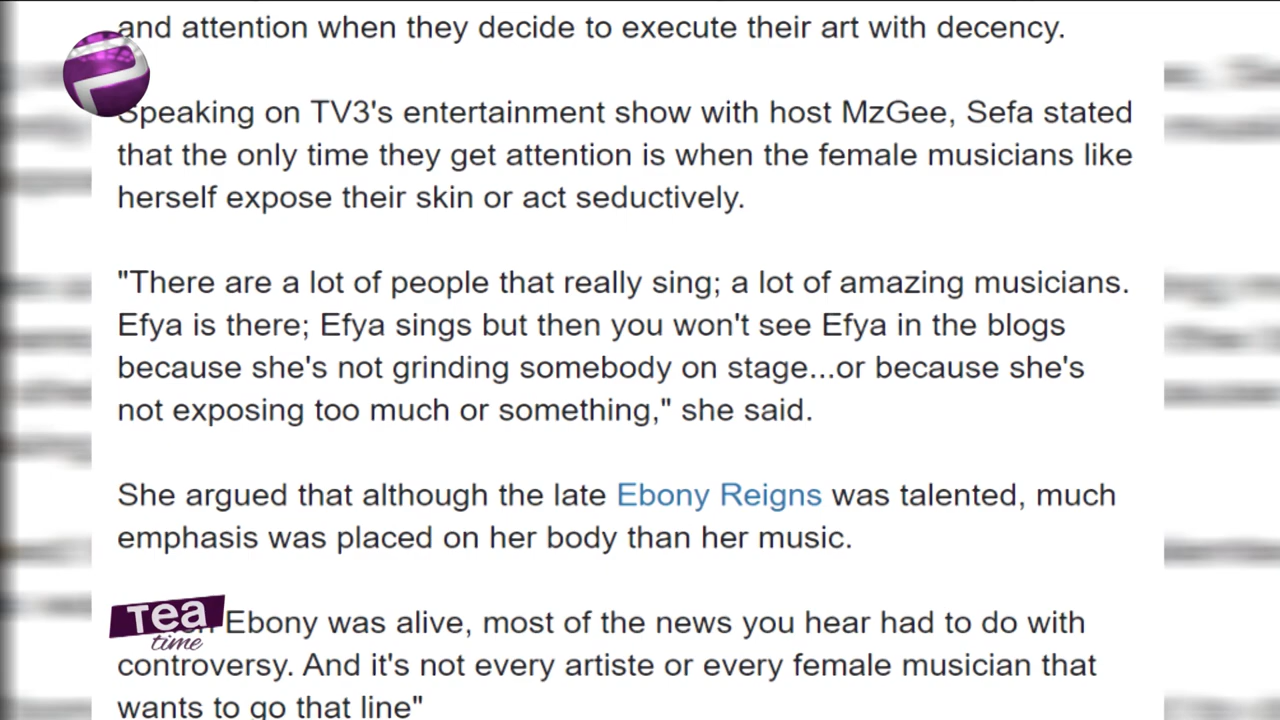 and attention when they decide to execute their art with decency.
Speaking on TV3's entertainment show with host MzGee, Sefa stated
that the only time they get attention is when the female musicians like
herself expose their skin or act seductively.
"There are a lot of people that really sing; a lot of amazing musicians.
Efya is there; Efya sings but then you won't see Efya in the blogs
because she's not grinding somebody on stage...or because she's
not exposing too much or something," she said.
She argued that although the late Ebony Reigns was talented, much
emphasis was placed on her body than her music.
Tea
time
Ebony was alive, most of the news you hear had to do with
controversy. And it's not every artiste or every female musician that
wants to go that line"